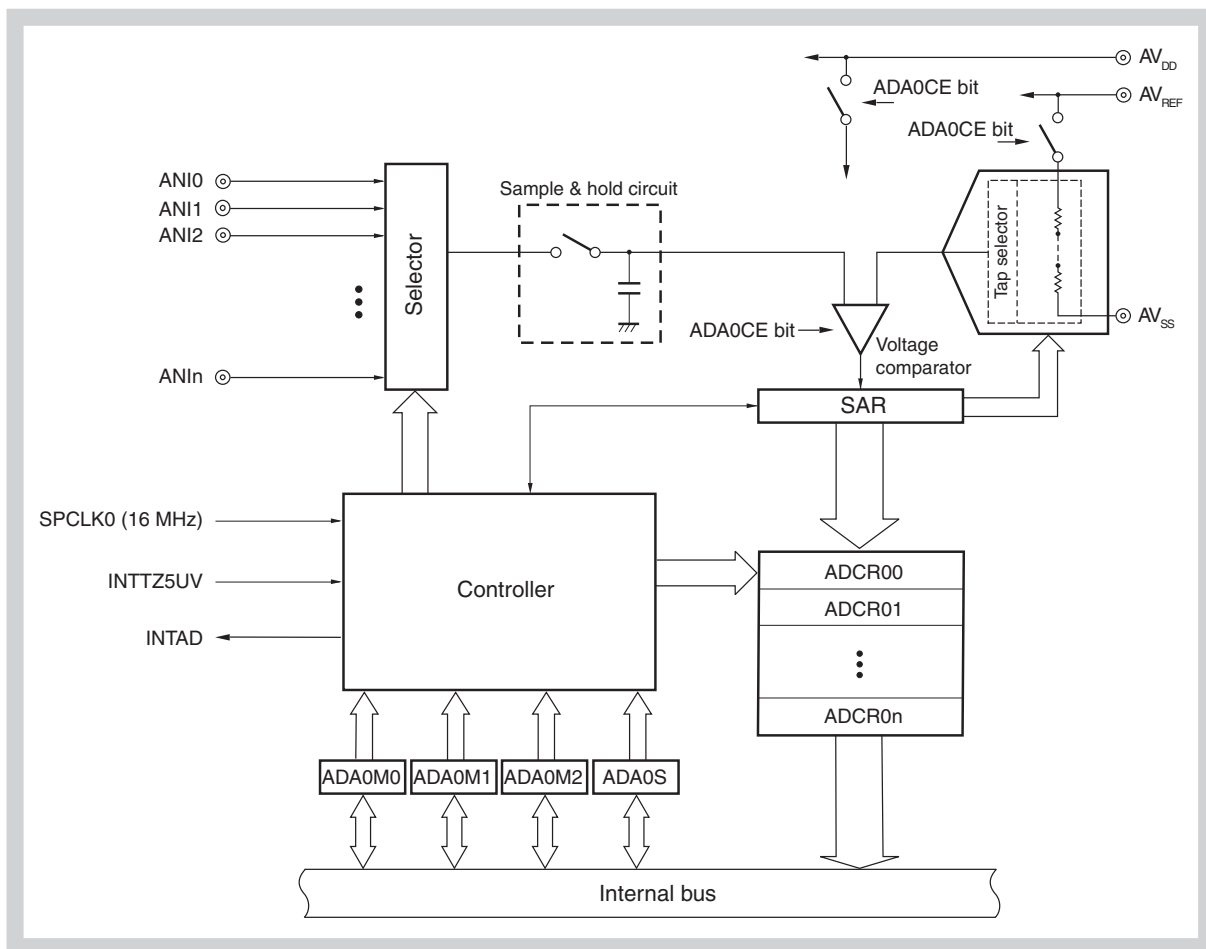 AVDD
ADA0CE bit
AVREF
ADA0CE bit
ANI0
ANI1
ANI2
ANIn
Selector
Sample & hold circuit
Tap selector
AVSS
ADA0CE bit
Voltage
comparator
SAR
SPCLK0 (16 MHz)
INTTZ5UV
INTAD
Controller
ADCR00
ADCR01
ADCR0n
ADA0M0
ADA0M1
ADA0M2
ADA0S
Internal bus